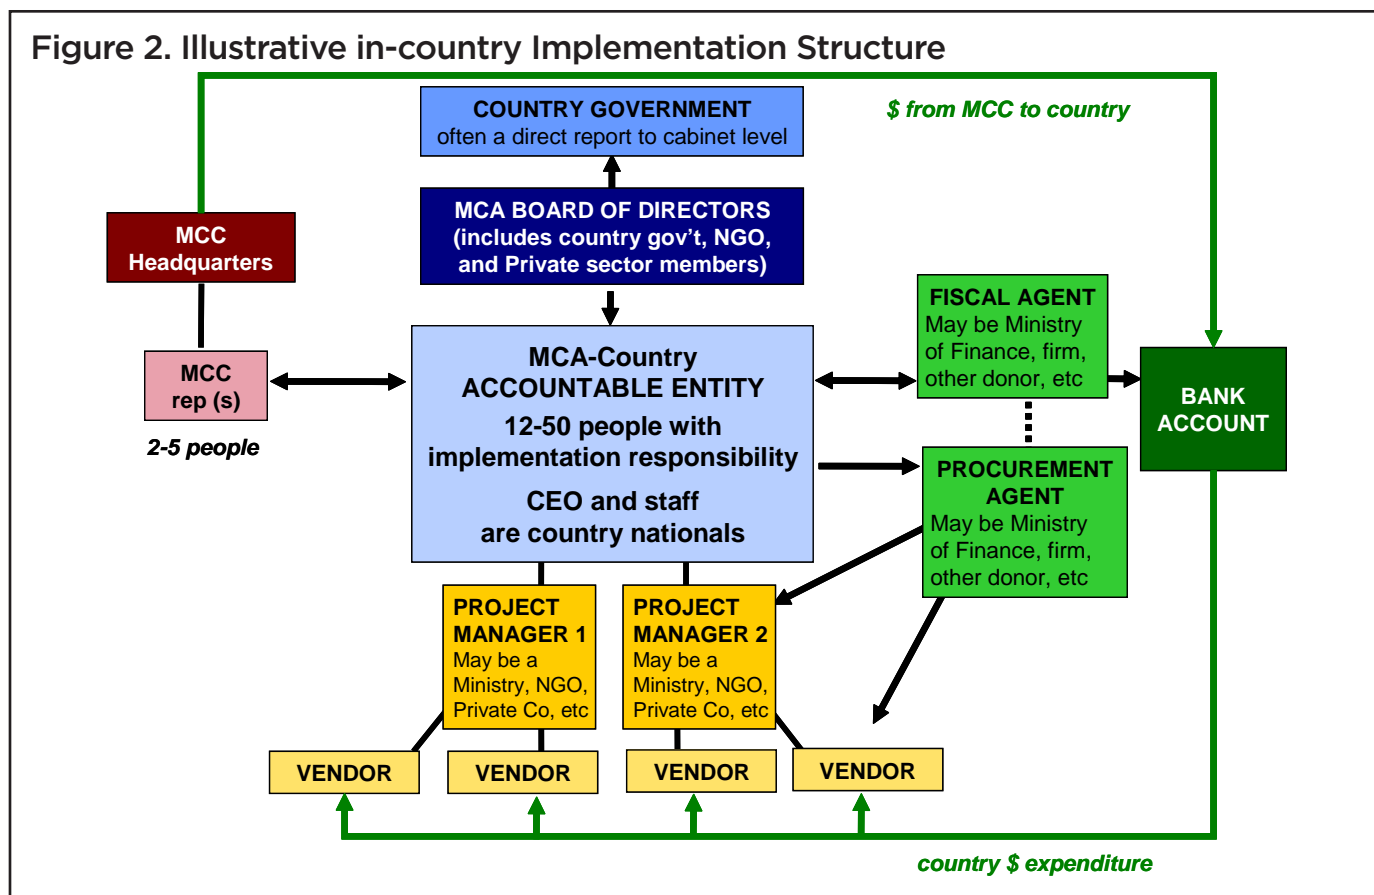 Figure 2. Illustrative in-country Implementation Structure
$ from MCC to country
COUNTRY GOVERNMENT
often a direct report to cabinet level
MCA BOARD OF DIRECTORS
(includes country gov't, NGO,
and Private sector members)
MCC
Headquarters
MCC
rep (s)
2-5 people
MCA-Country
ACCOUNTABLE ENTITY
12-50 people with
implementation responsibility
CEO and staff
are country nationals
FISCAL AGENT
May be Ministry
of Finance, firm,
other donor, etc
BANK
ACCOUNT
PROCUREMENT
AGENT
May be Ministry
of Finance, firm,
other donor, etc
PROJECT
MANAGER 1
May be a
Ministry, NGO,
Private Co, etc
PROJECT
MANAGER 2
May be a
Ministry, NGO,
Private Co, etc
VENDOR
VENDOR
VENDOR
VENDOR
country $ expenditure